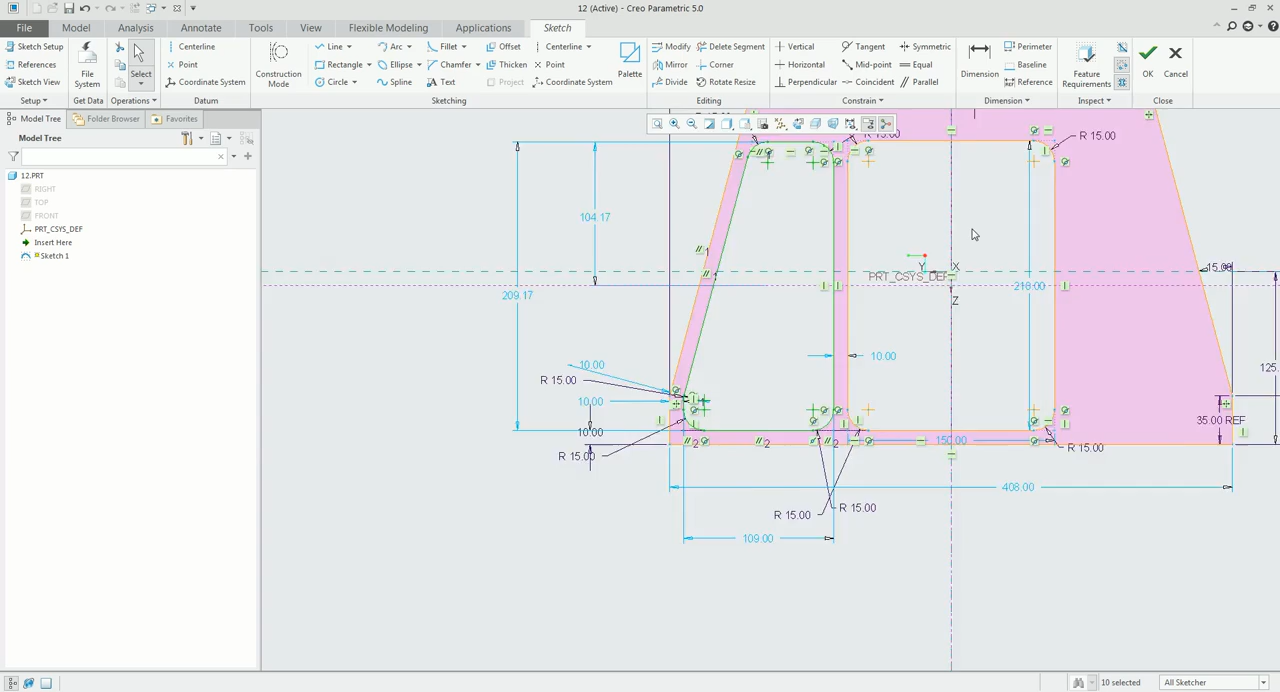 12 (Active) - Creo Parametric 5.0
File Model Analysis Annotate Tools View Flexible Modeling Applications Sketch
Sketch Setup
References
Sketch View
Setup
File System
Get Data
Select
Operations
Centerline
Point
Coordinate System
Datum
Construction Mode
Line Arc Fillet Offset Centerline
Rectangle Ellipse Chamfer Thicken Point
Circle Spline Text Project Coordinate System
Palette
Sketching
Modify Delete Segment
Mirror Corner
Divide Rotate Resize
Editing
Vertical Tangent Symmetric
Horizontal Mid-point Equal
Perpendicular Coincident Parallel
Constrain
Dimension
Perimeter
Baseline
Reference
Dimension
Feature Requirements
Inspect
OK Cancel
Close
Model Tree Folder Browser Favorites
Model Tree
12.PRT
RIGHT
TOP
FRONT
PRT_CSYS_DEF
Insert Here
Sketch 1
R 15.00
104.17
209.17
10.00
R 15.00
10.00
10.00
R 15.00
109.00
R 15.00
R 15.00
10.00
150.00
408.00
R 15.00
35.00 REF
125.
15.00
X
Y
PRT_CSYS_DEF
Z
10 selected
All Sketcher